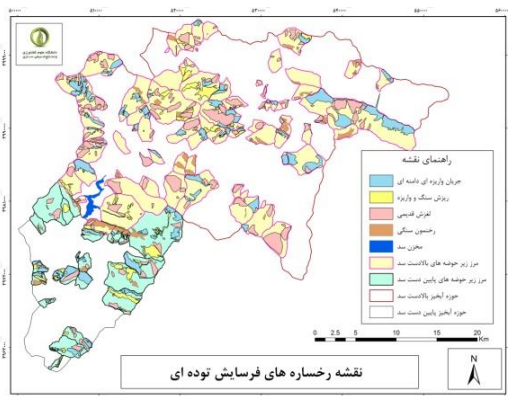 راهنمای نقشه
جریان واریزه ای دامنه ای
ریزش سنگ و واریزه
لغزش قدیمی
رخنمون سنگی
مخزن سد
مرز زیر حوضه های بالادست سد
مرز زیر حوضه های پایین دست سد
حوزه آبخیز بالادست سد
حوزه آبخیز پایین دست سد
0 2.5 5 10 15 20
Km
نقشه رخساره های فرسایش توده ای
N